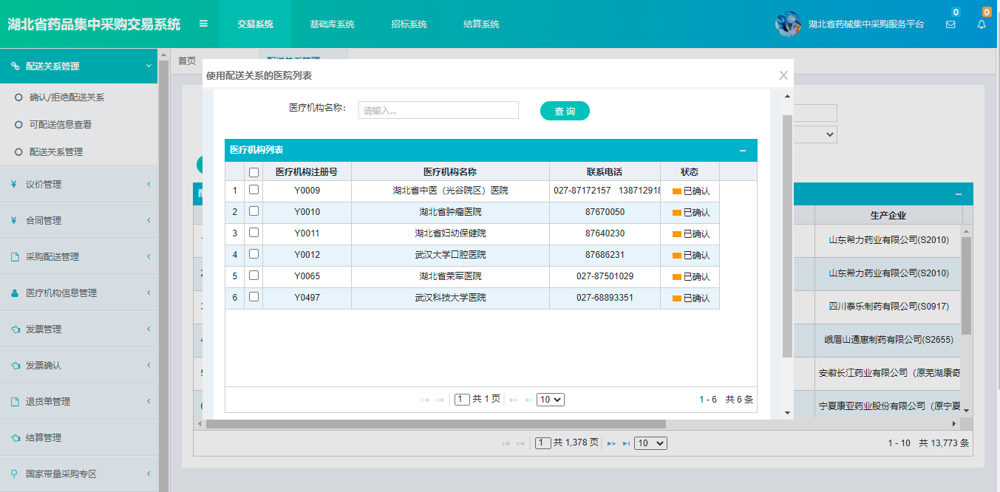 湖北省药品集中采购交易系统
交易系统 基础库系统 招标系统 结算系统
湖北省药械集中采购服务平台 0 0
配送关系管理
确认/拒绝配送关系
可配送信息查看
配送关系管理
议价管理
合同管理
采购配送管理
医疗机构信息管理
发票管理
发票确认
退货单管理
结算管理
国家带量采购专区
首页 配送关系管理
使用配送关系的医院列表 X
医疗机构名称: 请输入... 查 询
医疗机构列表
医疗机构注册号 医疗机构名称 联系电话 状态
1 Y0009 湖北省中医（光谷院区）医院 027-87172157 138712918 已确认
2 Y0010 湖北省肿瘤医院 87670050 已确认
3 Y0011 湖北省妇幼保健院 87640230 已确认
4 Y0012 武汉大学口腔医院 87686231 已确认
5 Y0065 湖北省荣军医院 027-87501029 已确认
6 Y0497 武汉科技大学医院 027-68893351 已确认
1 共 1 页 10 1 - 6 共 6 条
生产企业
山东希力药业有限公司(S2010)
山东希力药业有限公司(S2010)
四川泰乐制药有限公司(S0917)
峨眉山通惠制药有限公司(S2655)
安徽长江药业有限公司（原芜湖康奇
宁夏康亚药业股份有限公司（原宁夏
1 共 1,378 页 10 1 - 10 共 13,773 条